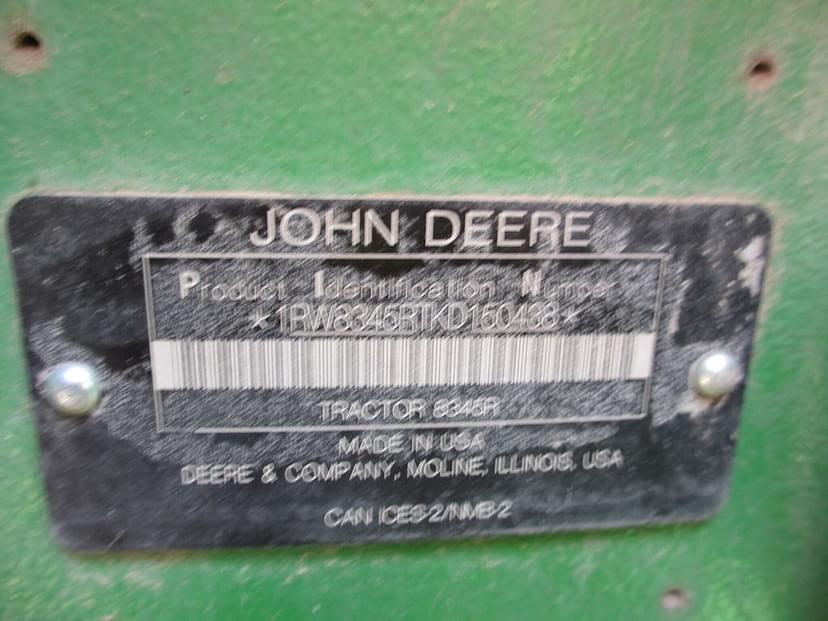 JOHN DEERE
Product Identification Number
*1RW8345RTKD150438*
TRACTOR 8345R
MADE IN USA
DEERE & COMPANY, MOLINE, ILLINOIS, USA
CAN ICES-2/NMB-2